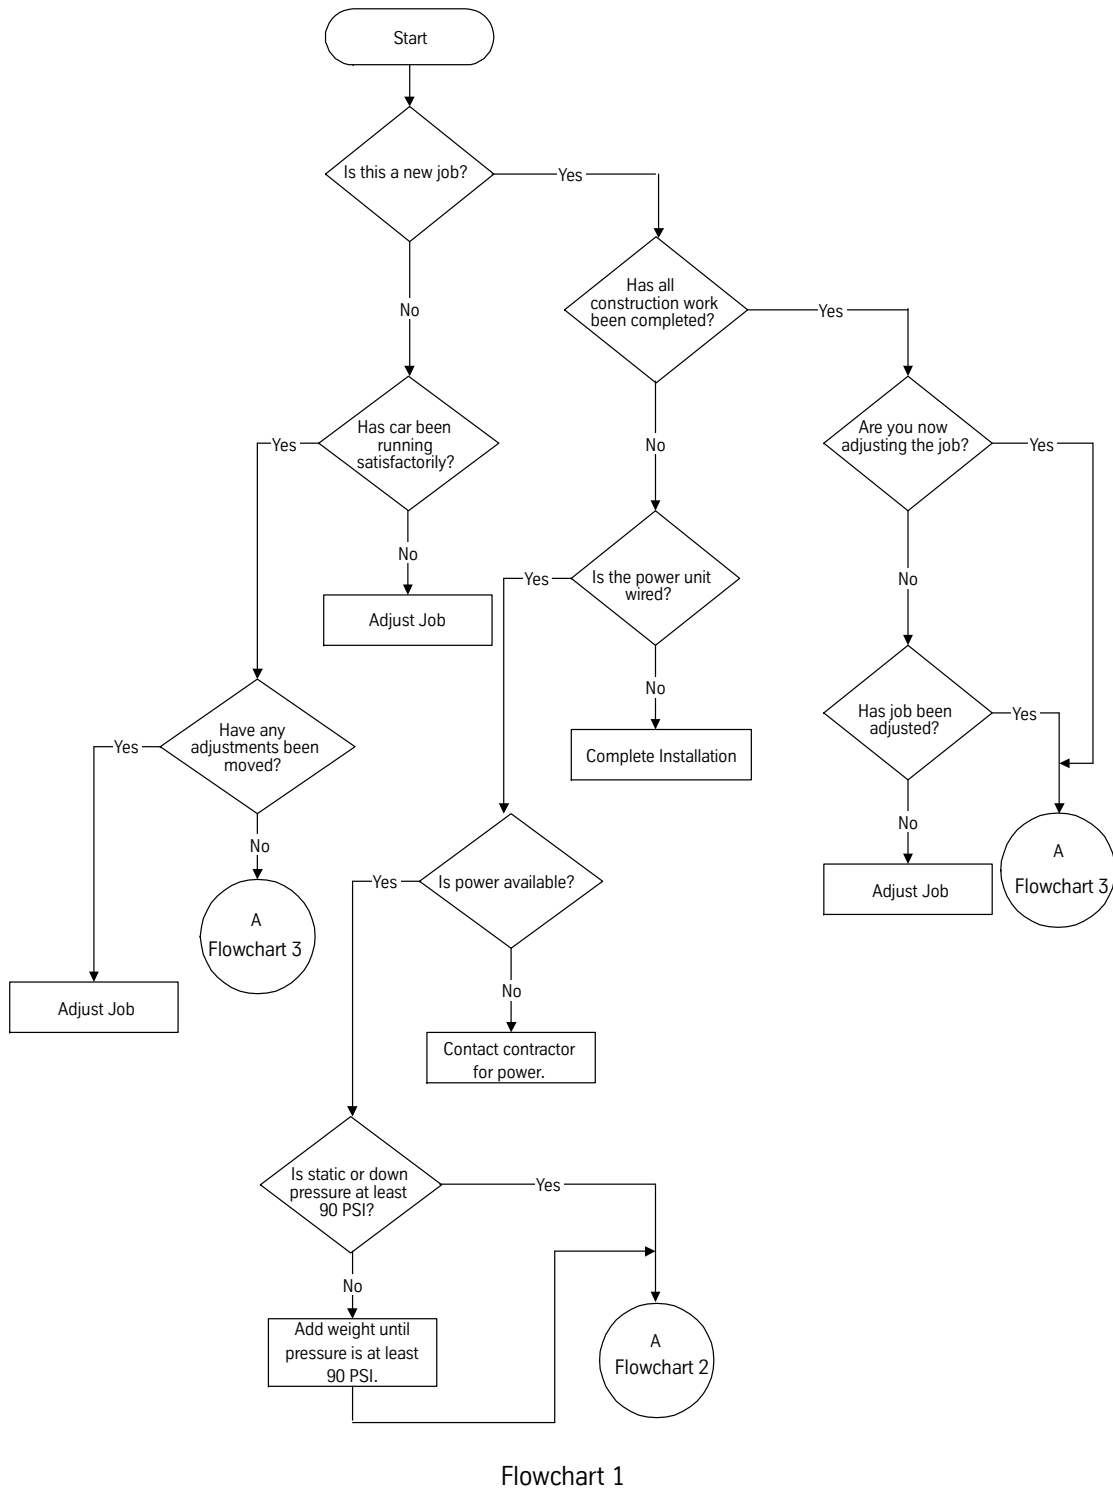 Start
Is this a new job?
Yes
No
Has all
construction work
been completed?
Yes
No
Has car been
running
satisfactorily?
Yes
No
Adjust Job
Are you now
adjusting the job?
Yes
No
Is the power unit
wired?
Yes
No
Complete Installation
Has job been
adjusted?
Yes
No
Adjust Job
A
Flowchart 3
Have any
adjustments been
moved?
Yes
No
A
Flowchart 3
Adjust Job
Is power available?
Yes
No
Contact contractor
for power.
Is static or down
pressure at least
90 PSI?
Yes
No
Add weight until
pressure is at least
90 PSI.
A
Flowchart 2
Flowchart 1